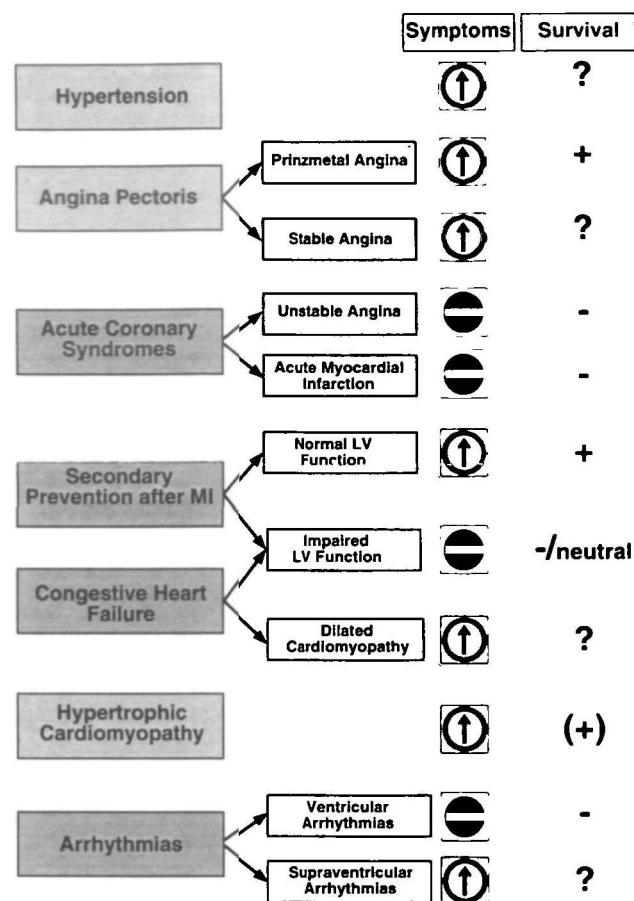 Symptoms Survival
Hypertension ?
Prinzmetal Angina +
Angina Pectoris
Stable Angina ?
Unstable Angina -
Acute Coronary
Syndromes
Acute Myocardial
Infarction -
Normal LV
Function +
Secondary
Prevention after MI
Impaired
LV Function -/neutral
Congestive Heart
Failure
Dilated
Cardiomyopathy ?
Hypertrophic
Cardiomyopathy (+)
Ventricular
Arrhythmias -
Arrhythmias
Supraventricular
Arrhythmias ?